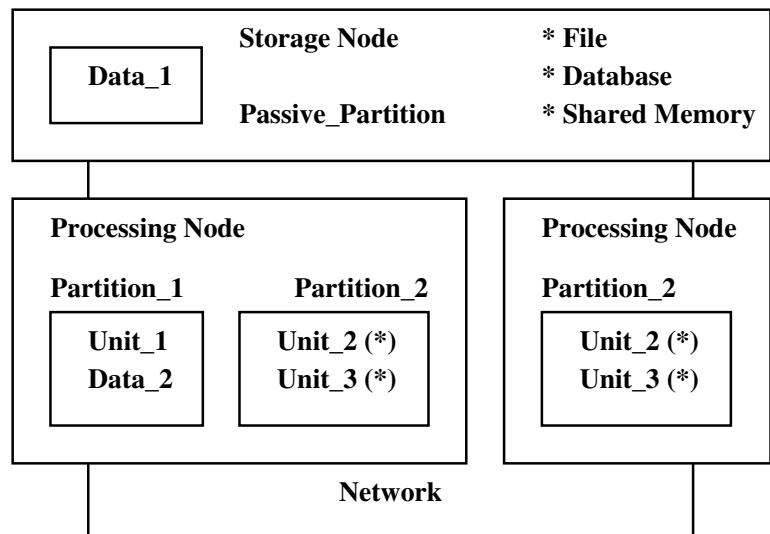 Storage Node * File
Data_1 * Database
Passive_Partition * Shared Memory
Processing Node
Partition_1 Partition_2
Unit_1 Unit_2 (*)
Data_2 Unit_3 (*)
Processing Node
Partition_2
Unit_2 (*)
Unit_3 (*)
Network